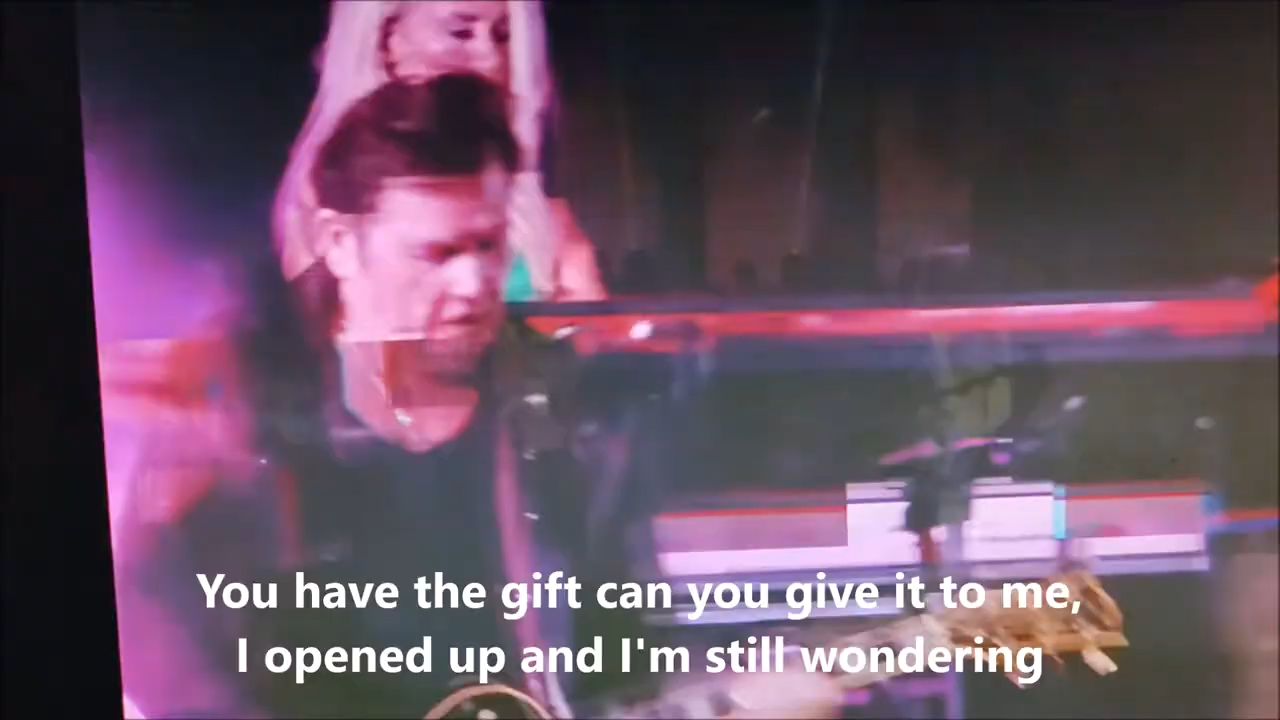 You have the gift can you give it to me,
I opened up and I'm still wondering